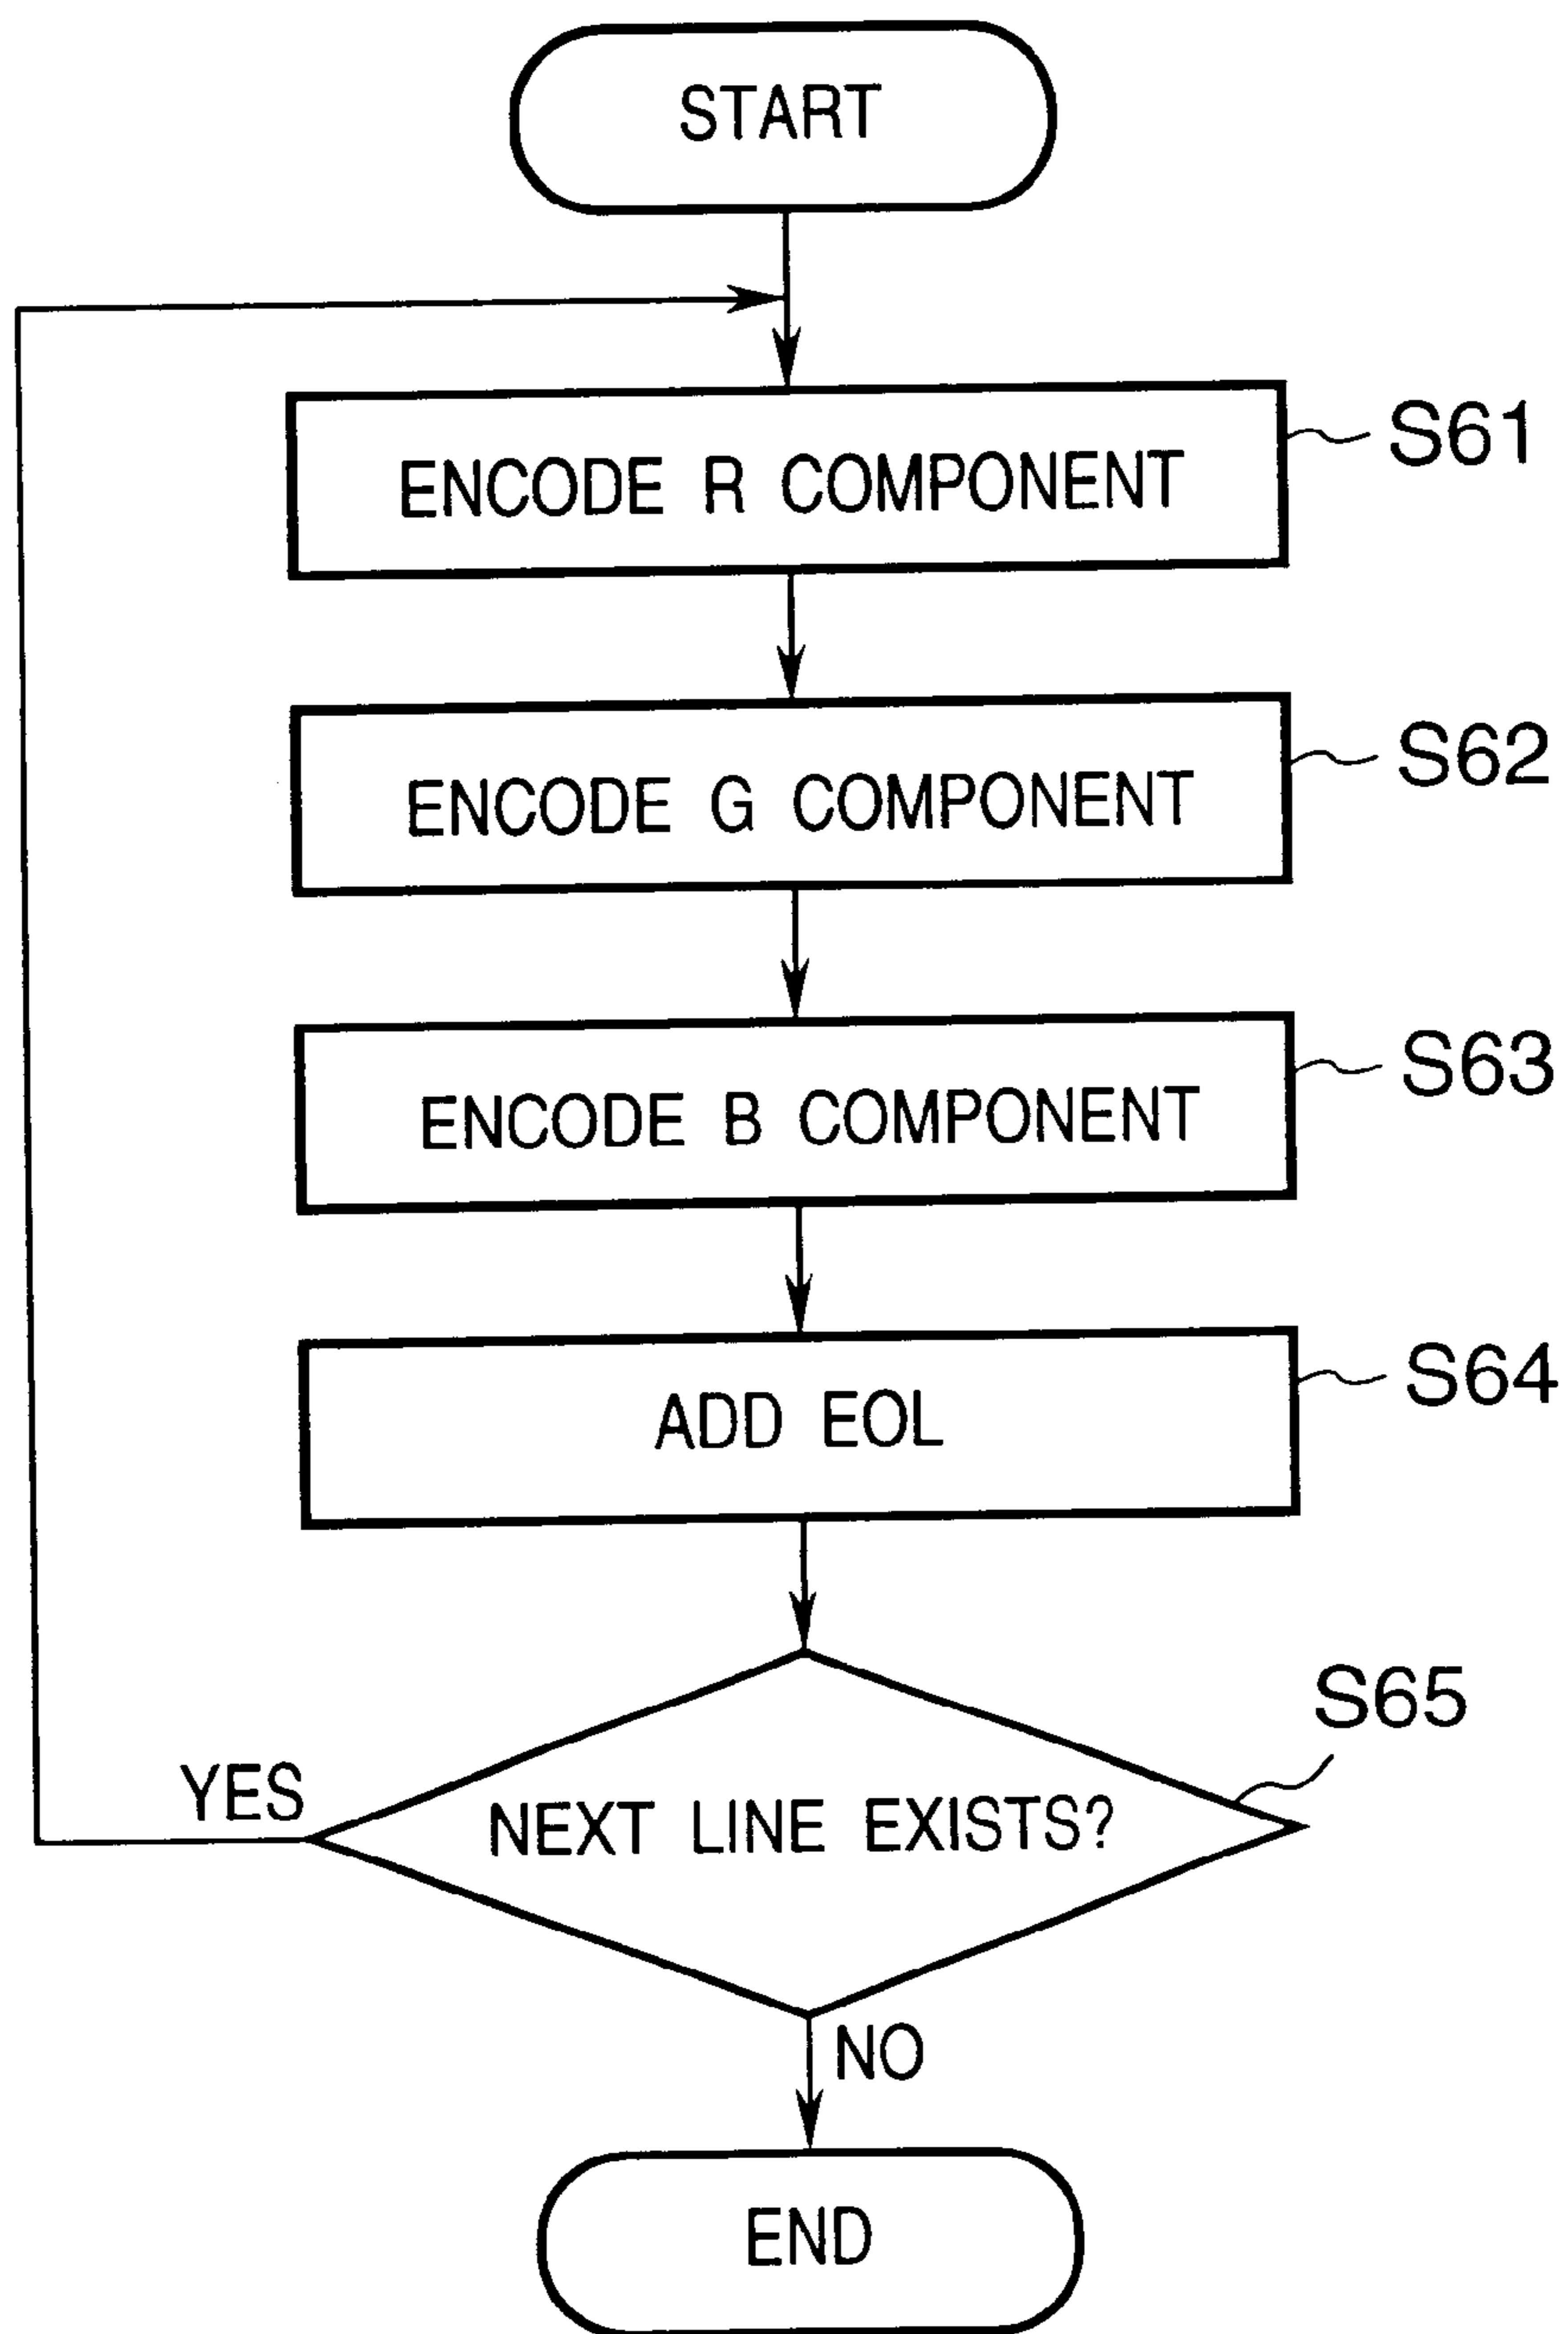 START
ENCODE R COMPONENT
S61
ENCODE G COMPONENT
S62
ENCODE B COMPONENT
S63
ADD EOL
S64
S65
YES
NEXT LINE EXISTS?
NO
END